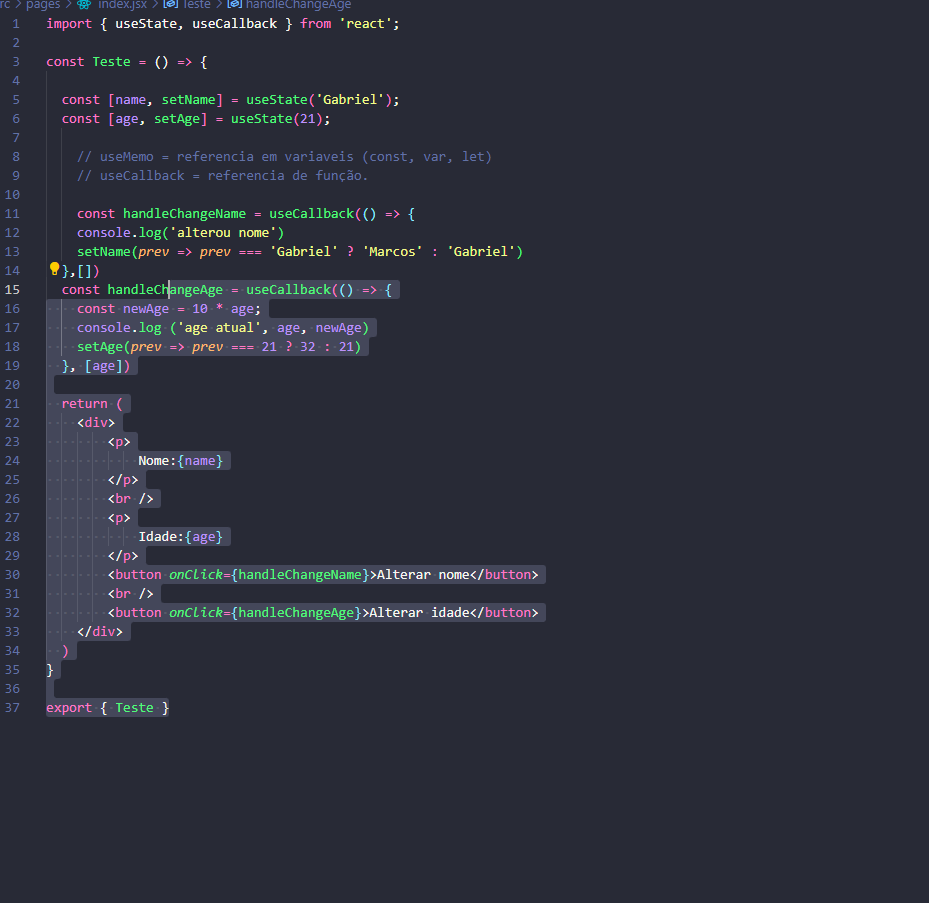 rc > pages > index.jsx > Teste > handleChangeAge
1 import { useState, useCallback } from 'react';
2
3 const Teste = () => {
4
5 const [name, setName] = useState('Gabriel');
6 const [age, setAge] = useState(21);
7
8 // useMemo = referencia em variaveis (const, var, let)
9 // useCallback = referencia de função.
10
11 const handleChangeName = useCallback(() => {
12 console.log('alterou nome')
13 setName(prev => prev === 'Gabriel' ? 'Marcos' : 'Gabriel')
14 },[])
15 const handleChangeAge = useCallback(() => {
16 const newAge = 10 * age;
17 console.log ('age atual', age, newAge)
18 setAge(prev => prev === 21 ? 32 : 21)
19 }, [age])
20
21 return (
22 <div>
23 <p>
24 Nome:{name}
25 </p>
26 <br />
27 <p>
28 Idade:{age}
29 </p>
30 <button onClick={handleChangeName}>Alterar nome</button>
31 <br />
32 <button onClick={handleChangeAge}>Alterar idade</button>
33 </div>
34 )
35 }
36
37 export { Teste }